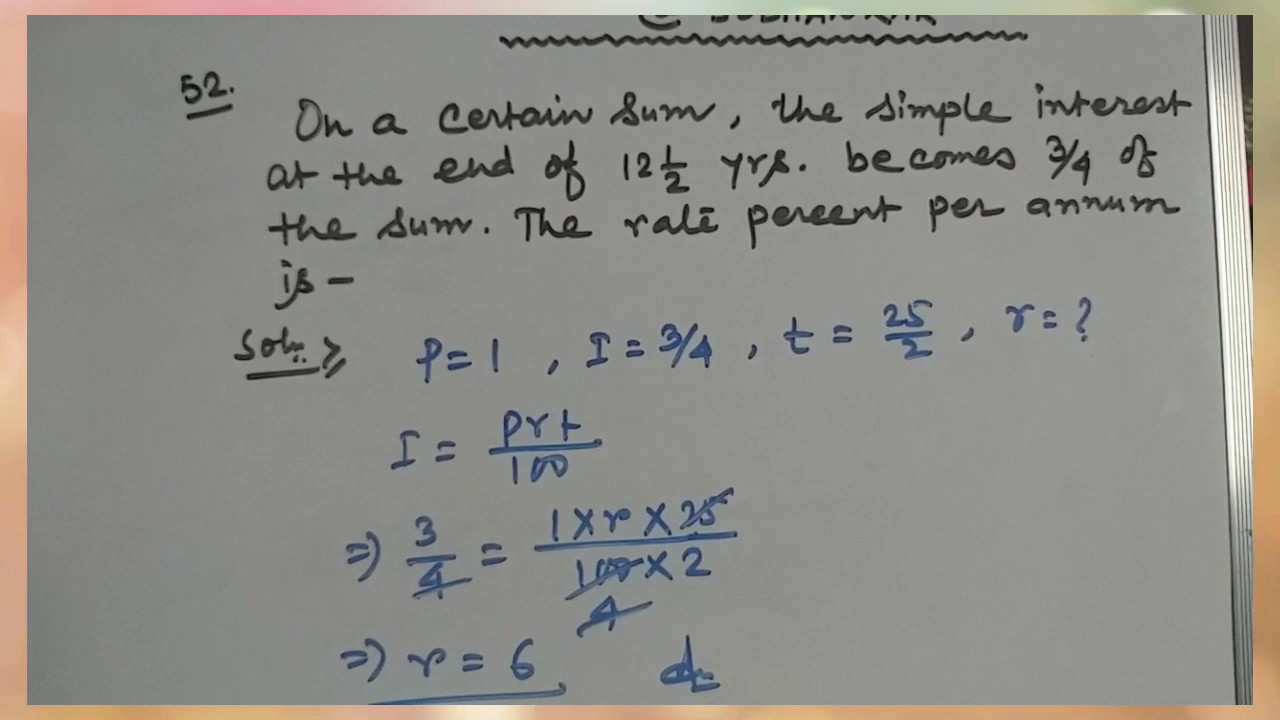 52.
On a certain sum, the simple interest
at the end of 12 1/2 yrs. becomes 3/4 of
the sum. The rate percent per annum
is –
Soln. P = 1, I = 3/4, t = 25/2, r = ?
I = prt/100
=> 3/4 = 1 × r × 25/100 × 2
4
=> r = 6